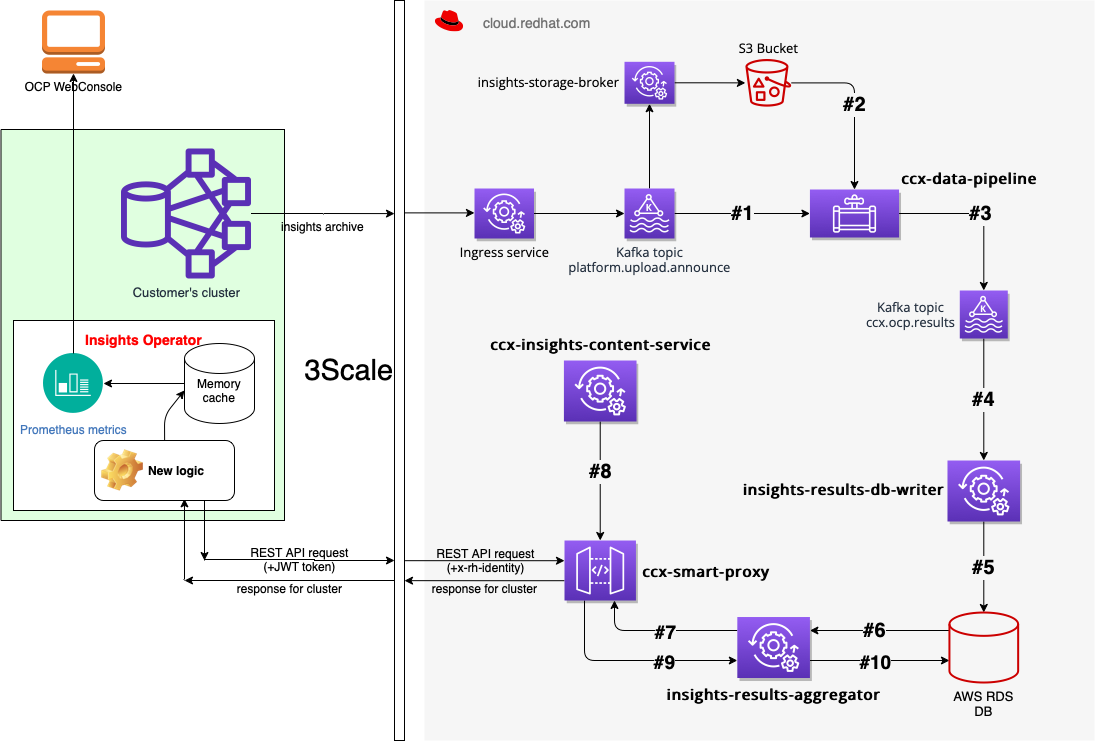 cloud.redhat.com
OCP WebConsole
S3 Bucket
insights-storage-broker
#2
ccx-data-pipeline
insights archive
#1
#3
Ingress service
Kafka topic
platform.upload.announce
Customer's cluster
Kafka topic
ccx.ocp.results
Insights Operator
Memory
cache
Prometheus metrics
New logic
3Scale
ccx-insights-content-service
#4
#8
insights-results-db-writer
REST API request
(+JWT token)
response for cluster
REST API request
(+x-rh-identity)
response for cluster
ccx-smart-proxy
#5
#7
#6
#9
#10
insights-results-aggregator
AWS RDS
DB
K
K